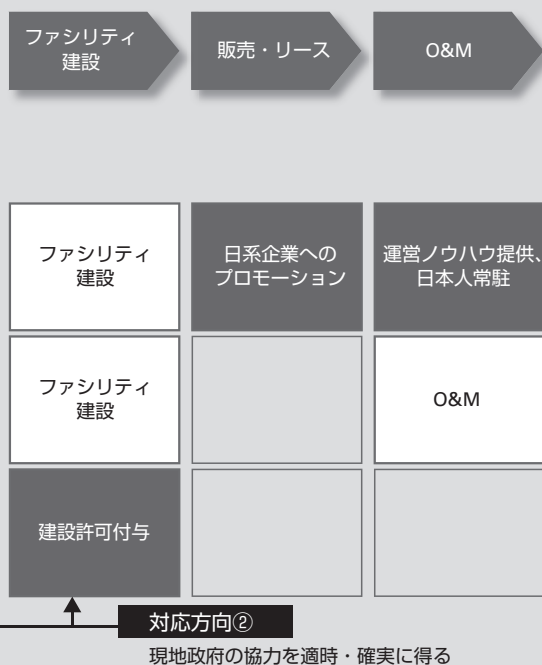 ファシリティ
建設
販売・リース
O&M
ファシリティ
建設
日系企業への
プロモーション
運営ノウハウ提供、
日本人常駐
ファシリティ
建設
O&M
建設許可付与
対応方向②
現地政府の協力を適時・確実に得る